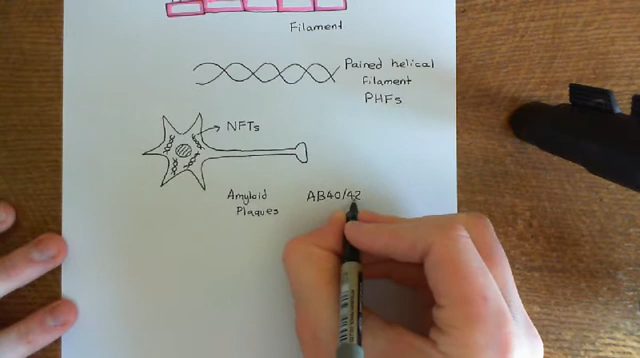 Filament
Paired helical
filament
PHFs
NFTs
Amyloid
Plaques
AB40/42